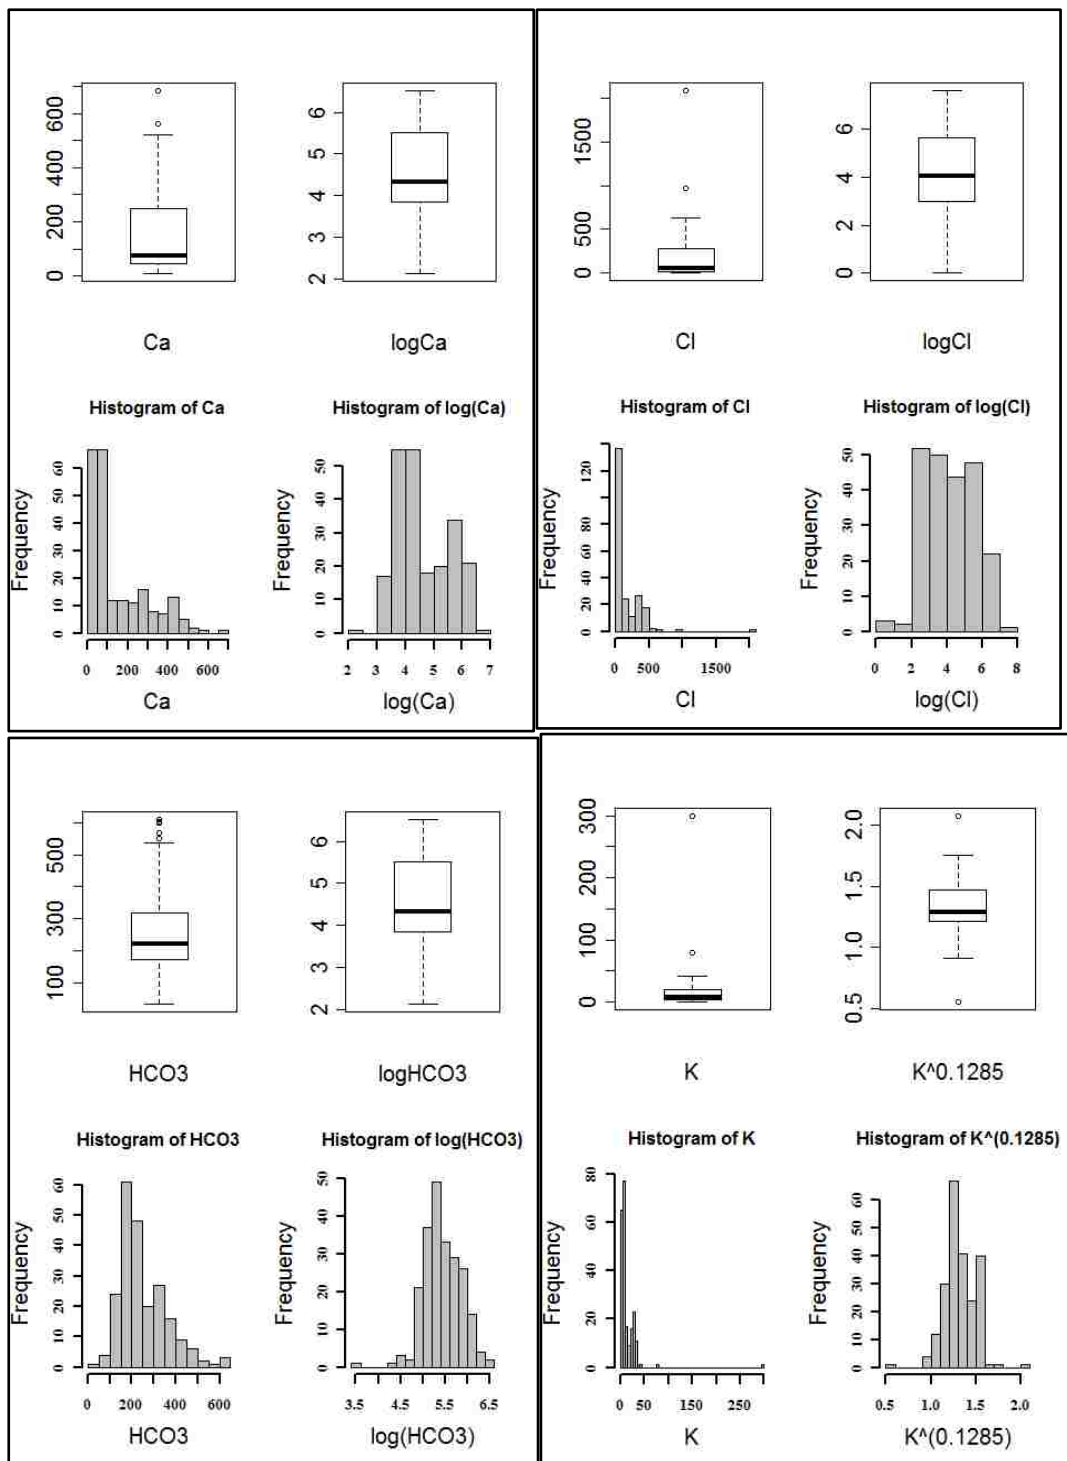 600
400
200
0
Ca
6
5
4
3
2
logCa
1500
500
0
Cl
6
4
2
0
logCl
Histogram of Ca
Frequency
60
50
40
30
20
10
0
0 200 400 600
Ca
Histogram of log(Ca)
Frequency
50
40
30
20
10
0
2 3 4 5 6 7
log(Ca)
Histogram of Cl
Frequency
120
80
60
40
20
0
0 500 1500
Cl
Histogram of log(Cl)
Frequency
50
40
30
20
10
0
0 2 4 6 8
log(Cl)
500
300
100
HCO3
6
5
4
3
2
logHCO3
300
200
100
0
K
2.0
1.5
1.0
0.5
K^0.1285
Histogram of HCO3
Frequency
60
50
40
30
20
10
0
0 200 400 600
HCO3
Histogram of log(HCO3)
Frequency
50
40
30
20
10
0
3.5 4.5 5.5 6.5
log(HCO3)
Histogram of K
Frequency
80
60
40
20
0
0 50 150 250
K
Histogram of K^(0.1285)
Frequency
60
50
40
30
20
10
0
0.5 1.0 1.5 2.0
K^(0.1285)